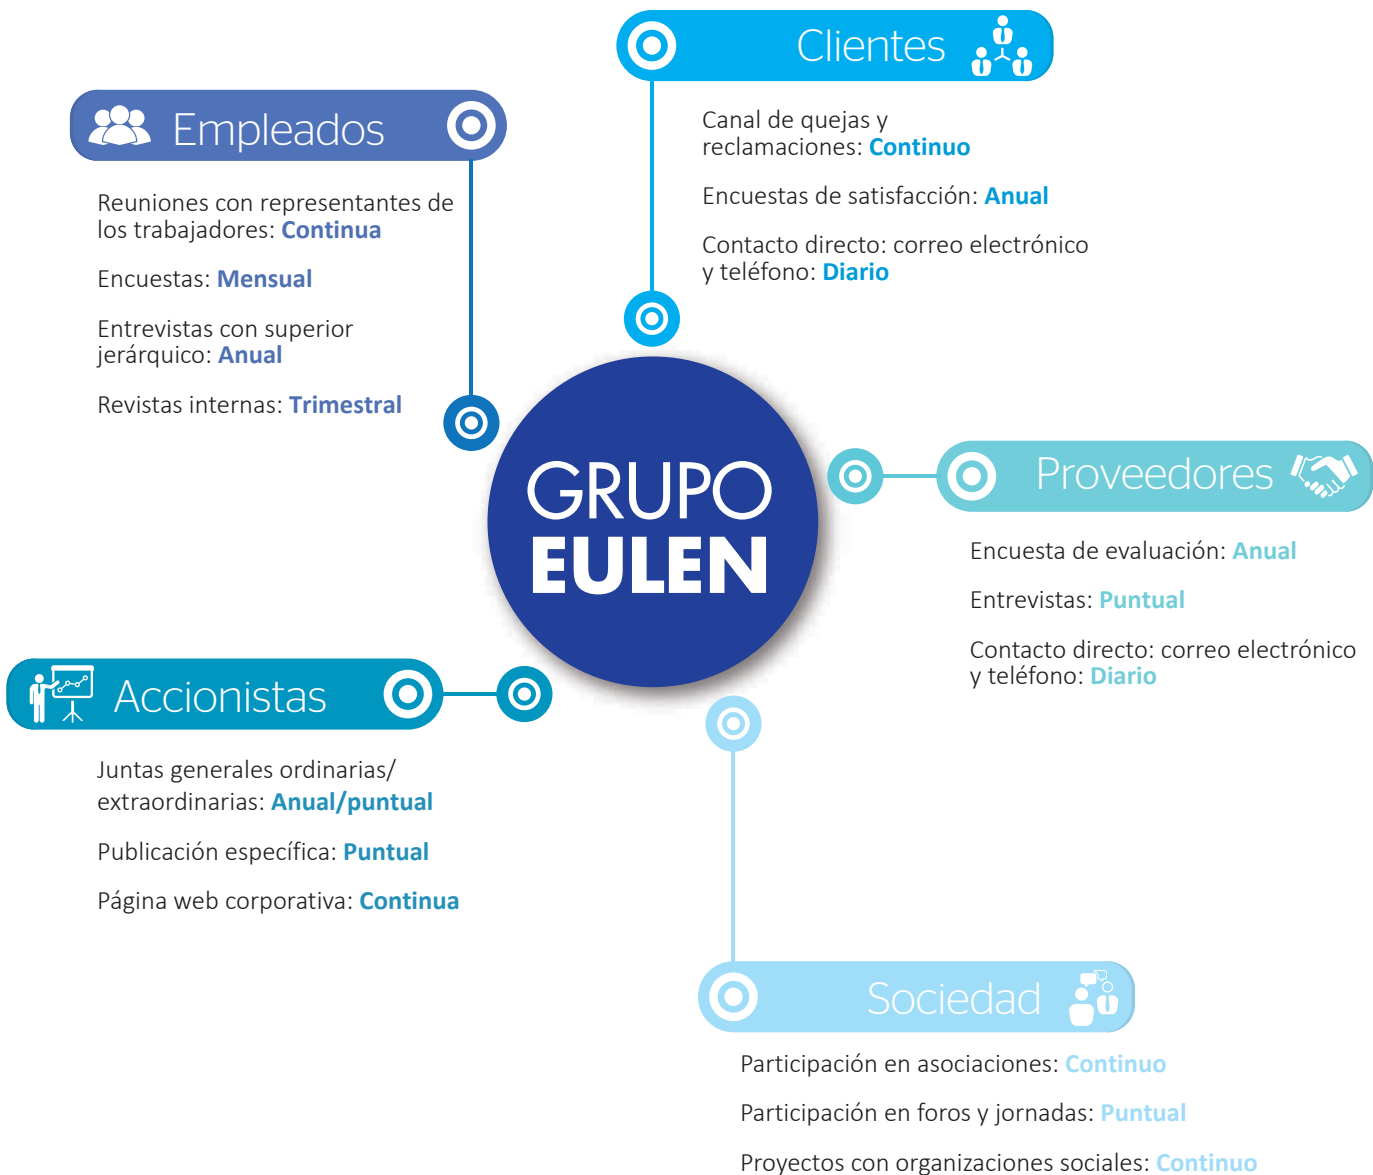 Clientes
Canal de quejas y
reclamaciones: Continuo
Encuestas de satisfacción: Anual
Contacto directo: correo electrónico
y teléfono: Diario
Empleados
Reuniones con representantes de
los trabajadores: Continua
Encuestas: Mensual
Entrevistas con superior
jerárquico: Anual
Revistas internas: Trimestral
GRUPO
EULEN
Proveedores
Encuesta de evaluación: Anual
Entrevistas: Puntual
Contacto directo: correo electrónico
y teléfono: Diario
Accionistas
Juntas generales ordinarias/
extraordinarias: Anual/puntual
Publicación específica: Puntual
Página web corporativa: Continua
Sociedad
Participación en asociaciones: Continuo
Participación en foros y jornadas: Puntual
Proyectos con organizaciones sociales: Continuo